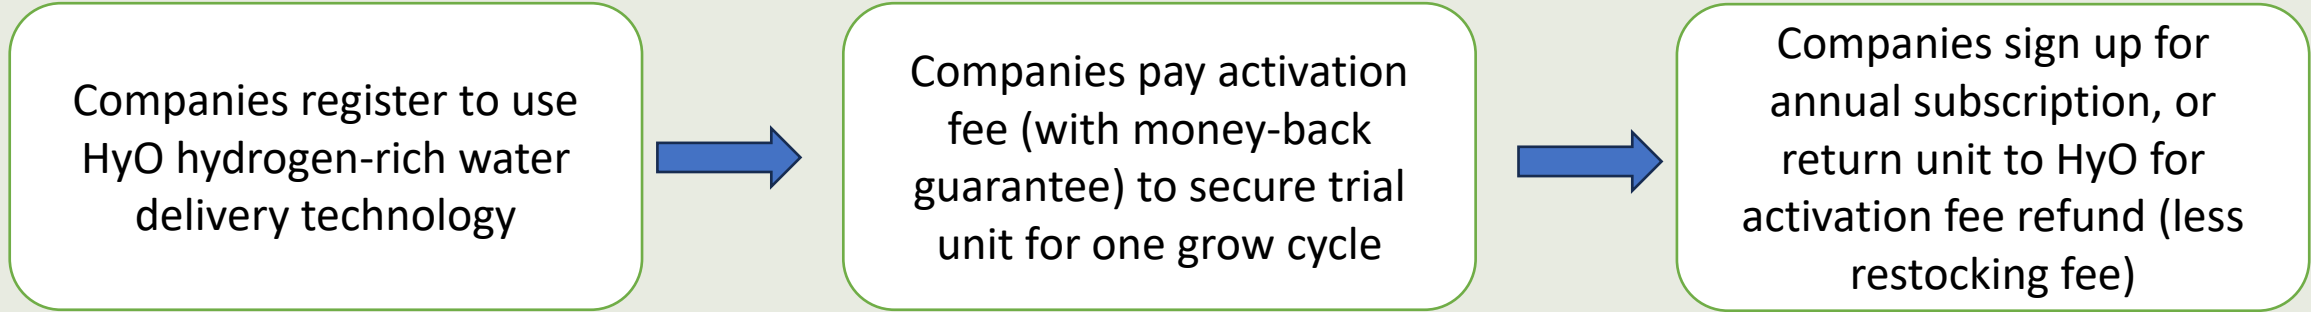 Companies register to use
HyO hydrogen-rich water
delivery technology
Companies pay activation
fee (with money-back
guarantee) to secure trial
unit for one grow cycle
Companies sign up for
annual subscription, or
return unit to HyO for
activation fee refund (less
restocking fee)